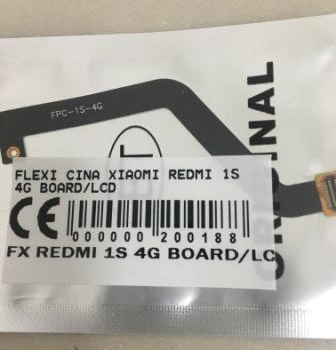 FPC-1S-4G
FLEXI CINA XIAOMI REDMI 1S
4G BOARD/LCD
CE
000000 200188
FX REDMI 1S 4G BOARD/LC
ORIGINAL